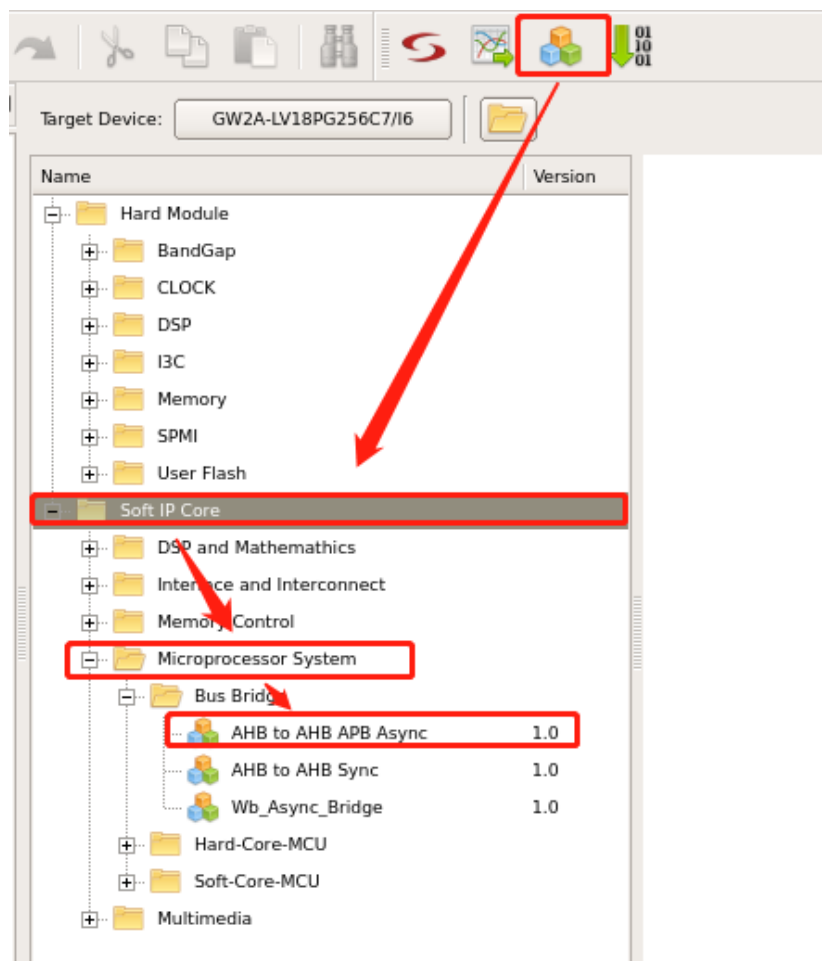 01
10
01
Target Device: GW2A-LV18PG256C7/I6
Name Version
Hard Module
BandGap
CLOCK
DSP
I3C
Memory
SPMI
User Flash
Soft IP Core
DSP and Mathemathics
Interface and Interconnect
Memory Control
Microprocessor System
Bus Bridge
AHB to AHB APB Async 1.0
AHB to AHB Sync 1.0
Wb_Async_Bridge 1.0
Hard-Core-MCU
Soft-Core-MCU
Multimedia